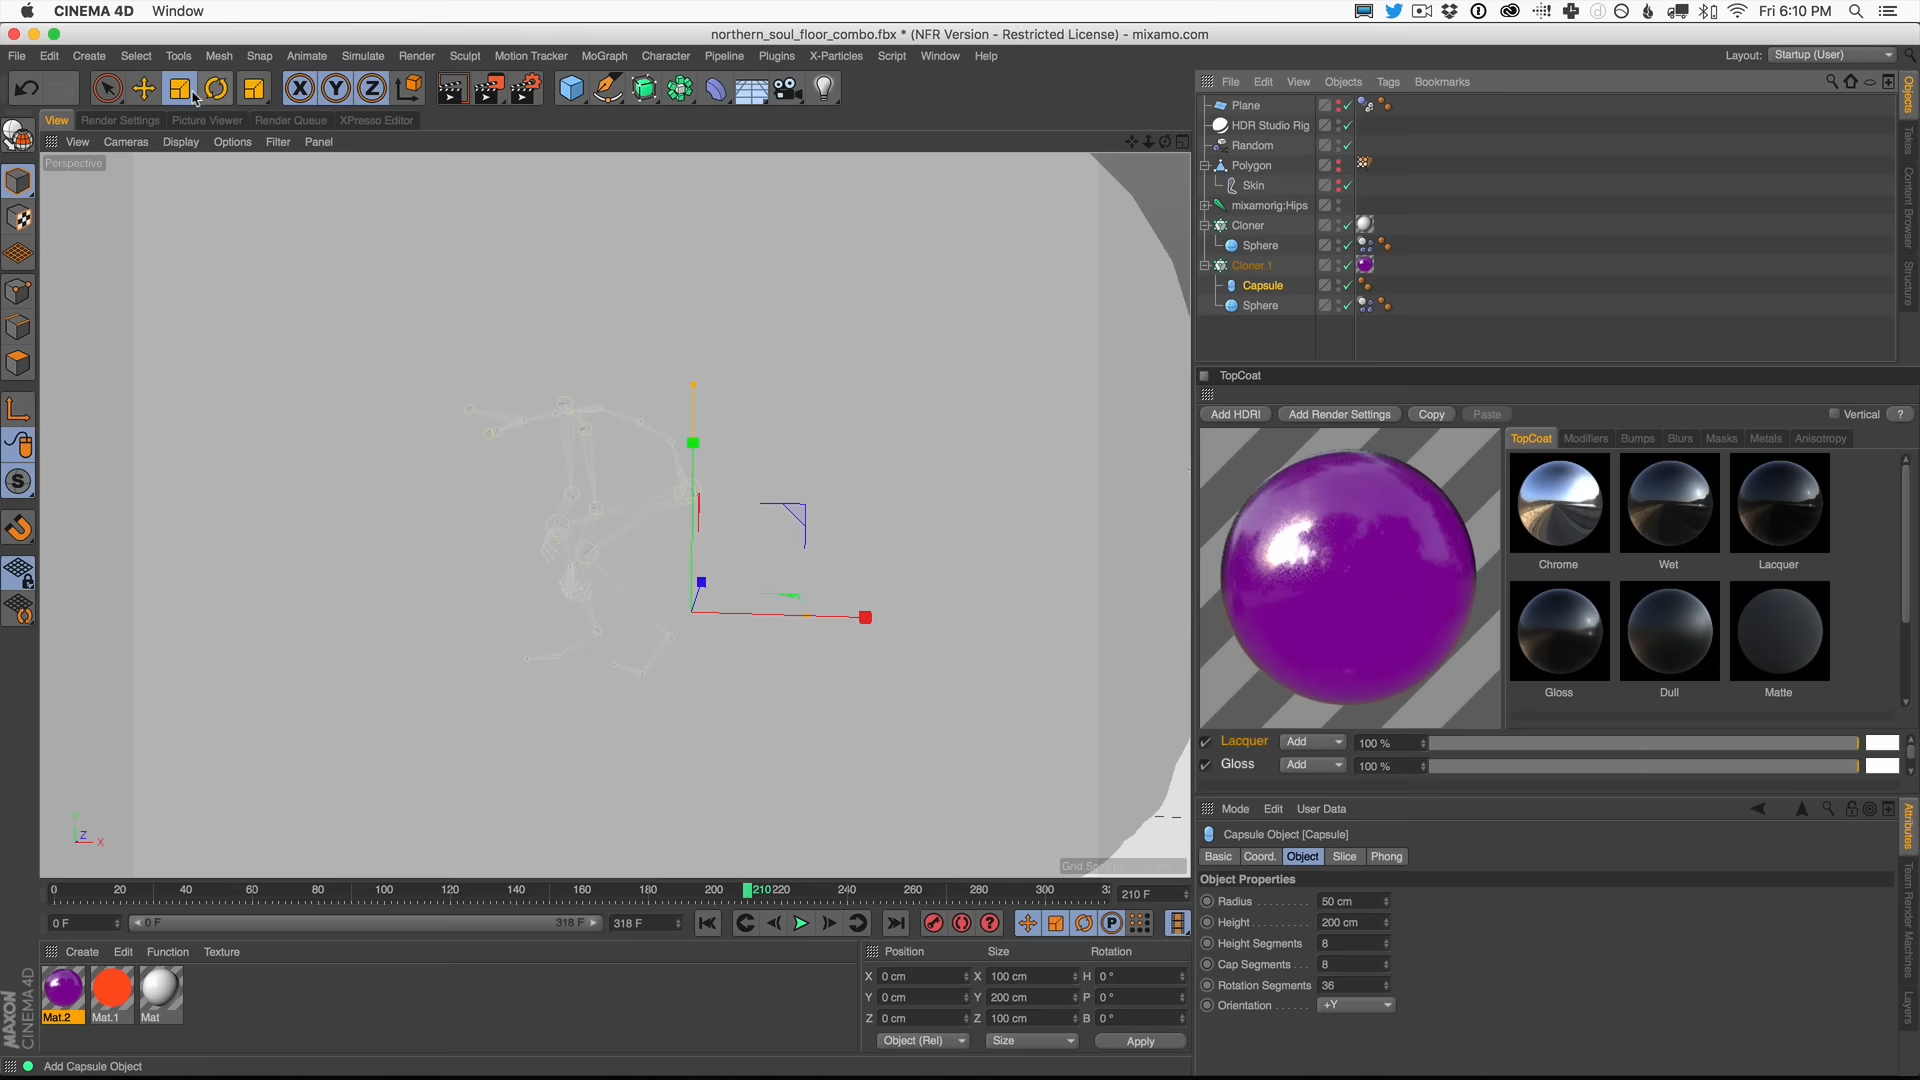 CINEMA 4D Window Fri 6:10 PM
northern_soul_floor_combo.fbx * (NFR Version - Restricted License) - mixamo.com
File Edit Create Select Tools Mesh Snap Animate Simulate Render Sculpt Motion Tracker MoGraph Character Pipeline Plugins X-Particles Script Window Help Layout: Startup (User)
File Edit View Objects Tags Bookmarks
X Y Z
View Render Settings Picture Viewer Render Queue XPresso Editor
View Cameras Display Options Filter Panel
Perspective
Plane
HDR Studio Rig
Random
Polygon
Skin
mixamorig:Hips
Cloner
Sphere
Cloner.1
Capsule
Sphere
Objects
Takes
Content Browser
Structure
TopCoat
Add HDRI Add Render Settings Copy Paste Vertical ?
TopCoat Modifiers Bumps Blurs Masks Metals Anisotropy
Chrome Wet Lacquer
Gloss Dull Matte
Lacquer Add 100 %
Gloss Add 100 %
Y
Z
X
Mode Edit User Data
Capsule Object [Capsule]
Basic Coord. Object Slice Phong
Object Properties
Radius 50 cm
Height 200 cm
Height Segments 8
Cap Segments 8
Rotation Segments 36
Orientation +Y
Attributes
Team Render Machines
Layers
0 20 40 60 80 100 120 140 160 180 200 210 220 240 260 280 300 210 F
0 F 0 F 318 F 318 F
Create Edit Function Texture
Mat.2 Mat.1 Mat
Position Size Rotation
X 0 cm X 100 cm H 0 °
Y 0 cm Y 200 cm P 0 °
Z 0 cm Z 100 cm B 0 °
Object (Rel) Size Apply
MAXON
CINEMA 4D
Add Capsule Object